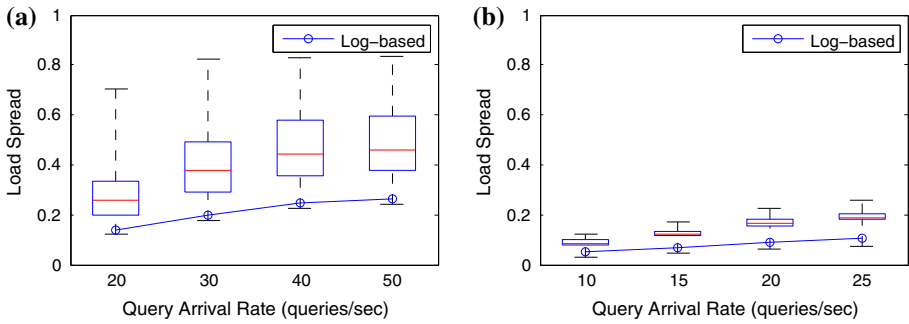 (a)
Log-based
Load Spread
1
0.8
0.6
0.4
0.2
0
20 30 40 50
Query Arrival Rate (queries/sec)
(b)
Log-based
Load Spread
1
0.8
0.6
0.4
0.2
0
10 15 20 25
Query Arrival Rate (queries/sec)